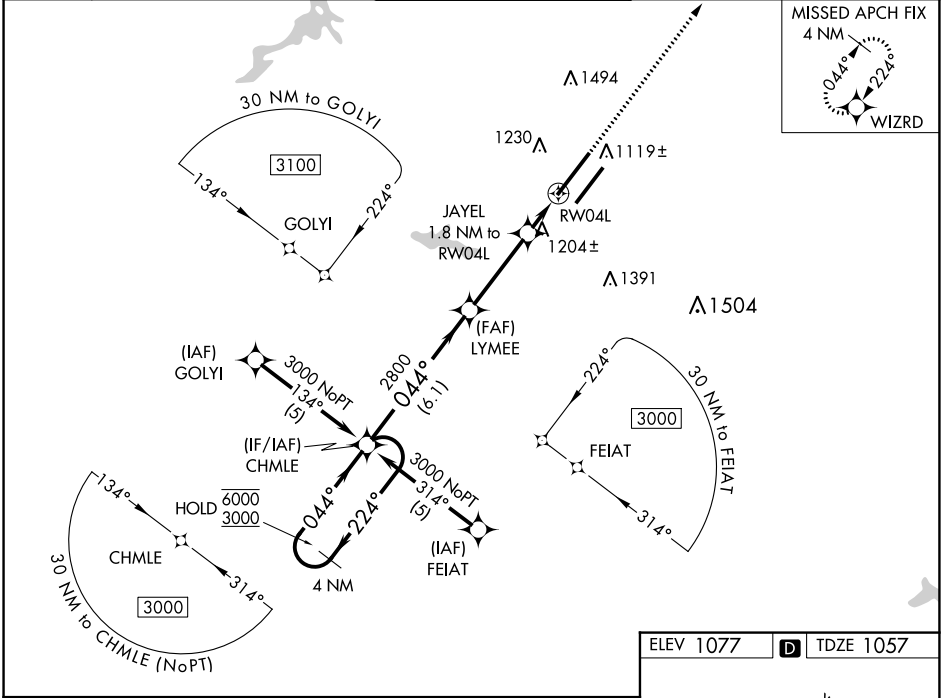 MISSED APCH FIX
4 NM
044°
224°
WIZRD
1494
30 NM to GOLYI
3100
134°
224°
GOLYI
1230
1119±
JAYEL
1.8 NM to
RW04L
RW04L
1204±
1391
1504
(FAF)
LYMEE
(IAF)
GOLYI
3000 NoPT
134°
(5)
2800
044°
(6.1)
224°
30 NM to FEIAT
3000
FEIAT
314°
(IF/IAF)
CHMLE
3000 NoPT
314°
(5)
HOLD
6000
3000
044°
224°
4 NM
(IAF)
FEIAT
134°
CHMLE
314°
3000
30 NM to CHMLE (NoPT)
ELEV 1077 D TDZE 1057